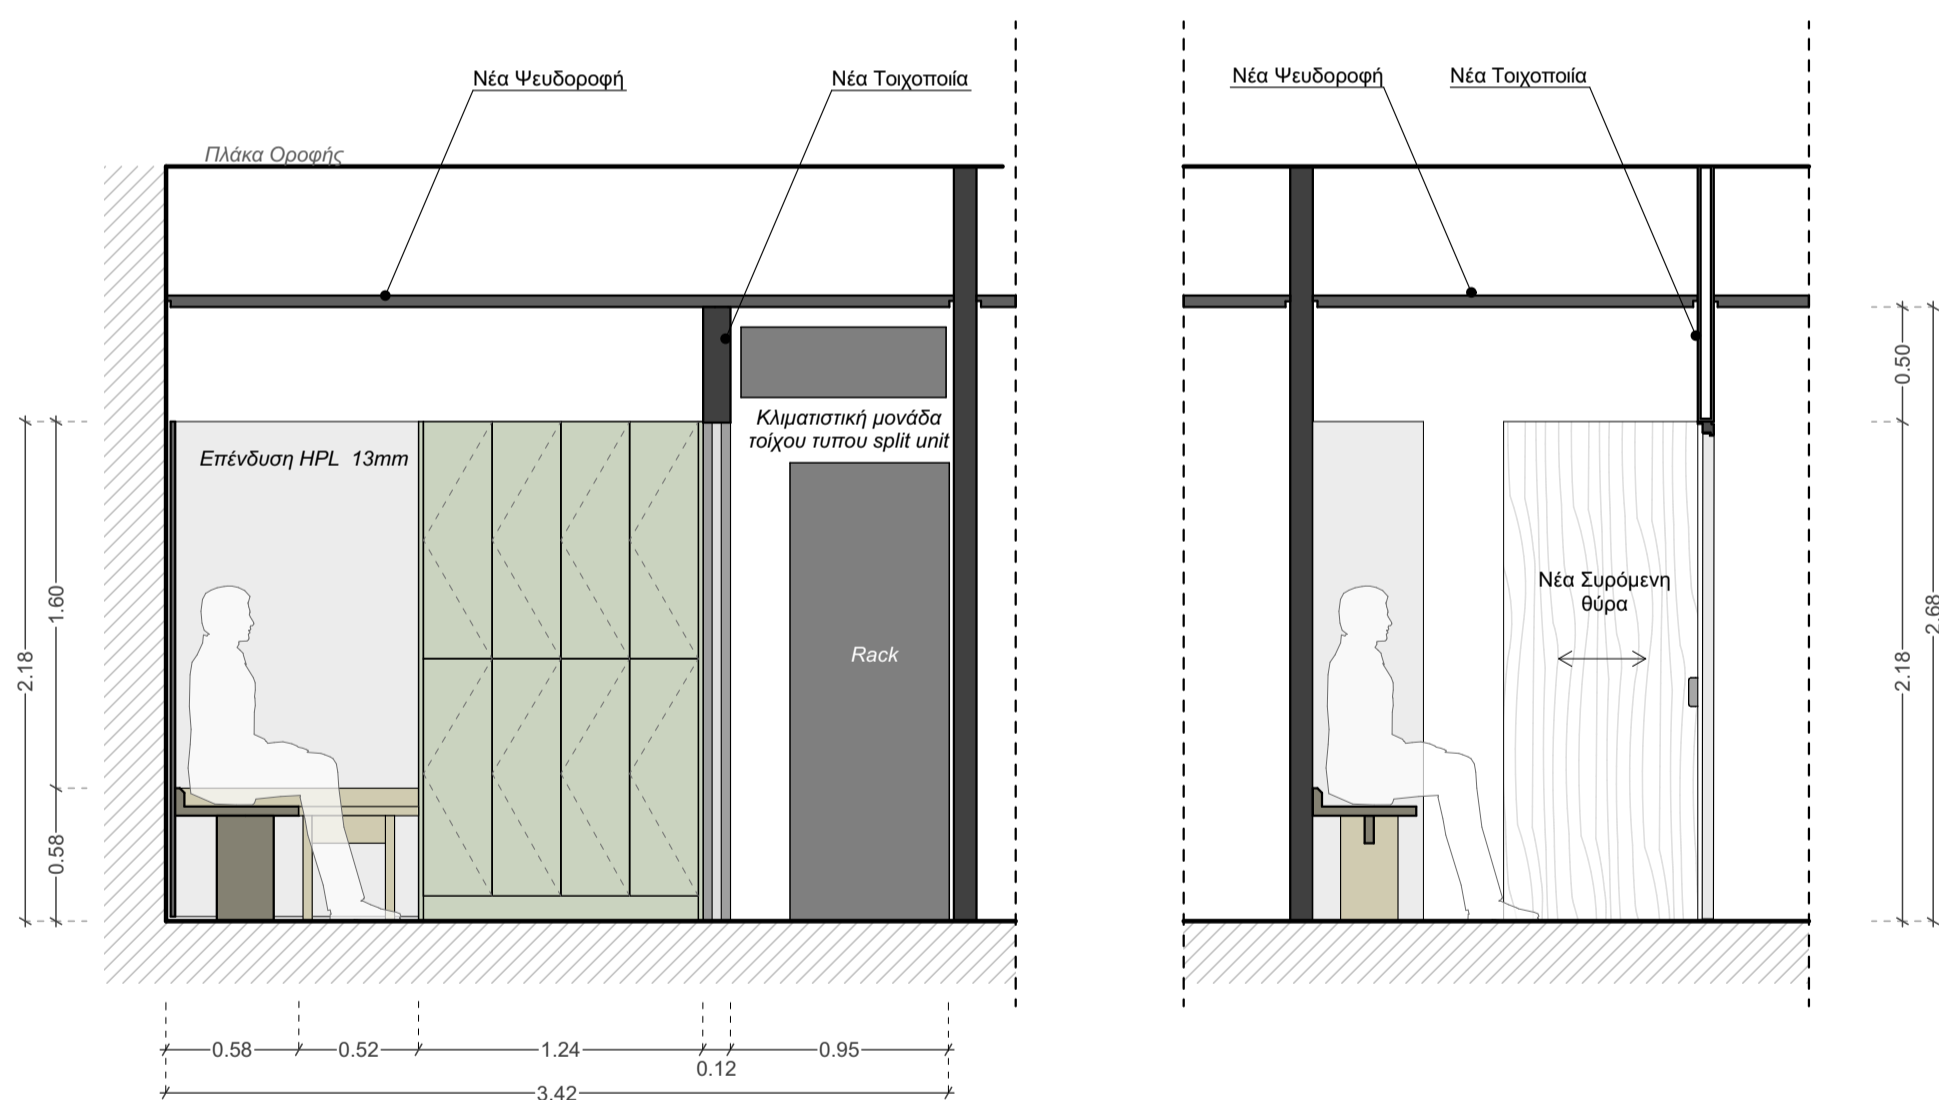 Νέα Ψευδοροφή
Νέα Τοιχοποιία
Νέα Ψευδοροφή
Νέα Τοιχοποιία
Πλάκα Οροφής
Κλιματιστική μονάδα
τοίχου τυπου split unit
Επένδυση HPL 13mm
Rack
Νέα Συρόμενη
θύρα
2.18
1.60
0.58
0.50
2.18
2.68
0.58
0.52
1.24
0.12
0.95
3.42